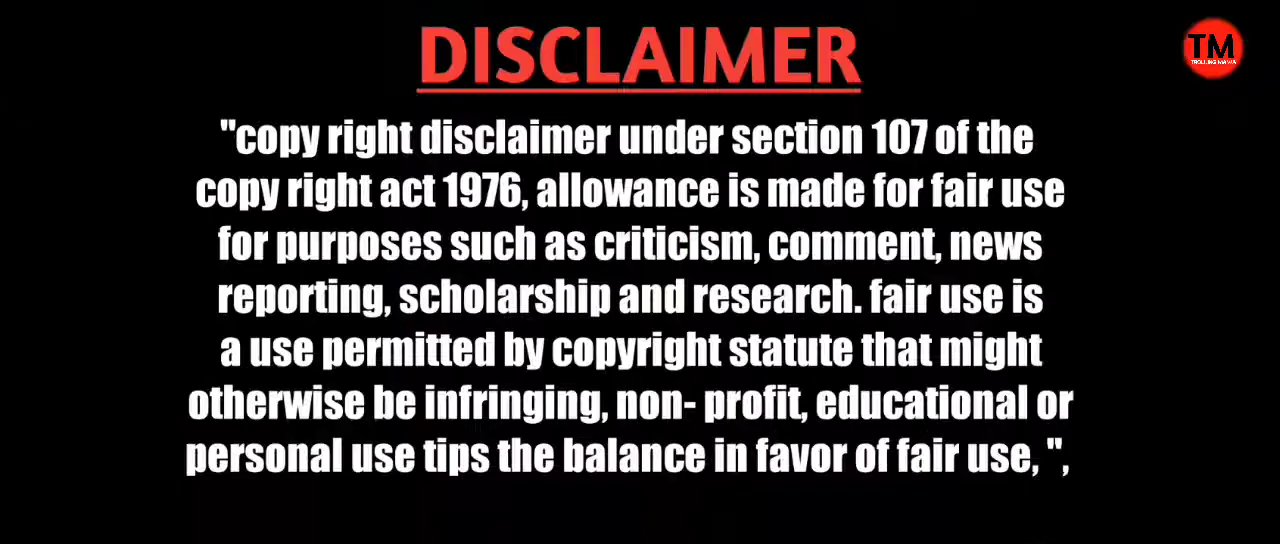 DISCLAIMER
TM
TROLLING MAWA
"copy right disclaimer under section 107 of the
copy right act 1976, allowance is made for fair use
for purposes such as criticism, comment, news
reporting, scholarship and research. fair use is
a use permitted by copyright statute that might
otherwise be infringing, non- profit, educational or
personal use tips the balance in favor of fair use, ",